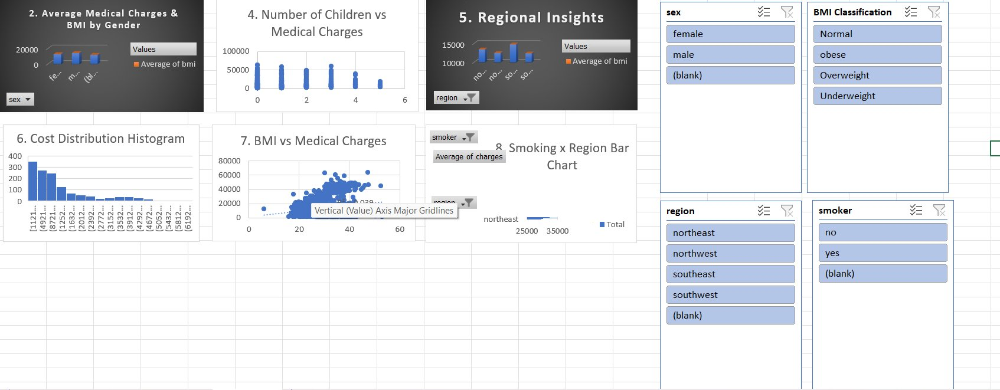 2. Average Medical Charges &
BMI by Gender
20000
0
fe...
m...
(bl...
Values
Average of bmi
sex
4. Number of Children vs
Medical Charges
100000
50000
0
0 2 4 6
5. Regional Insights
15000
10000
no...
no...
so...
so...
Values
Average of bmi
region
6. Cost Distribution Histogram
400
300
200
100
0
[1121...
(4921...
(8721...
(1252...
(1632...
(2012...
(2392...
(2772...
(3152...
(3532...
(3912...
(4292...
(4672...
(5052...
(5432...
(5812...
(6192...
7. BMI vs Medical Charges
80000
60000
40000
20000
0
0 20 40 60
Vertical (Value) Axis Major Gridlines
smoker
8. Smoking x Region Bar
Chart
Average of charges
region
northeast
25000 35000
Total
sex
female
male
(blank)
BMI Classification
Normal
obese
Overweight
Underweight
region
northeast
northwest
southeast
southwest
(blank)
smoker
no
yes
(blank)